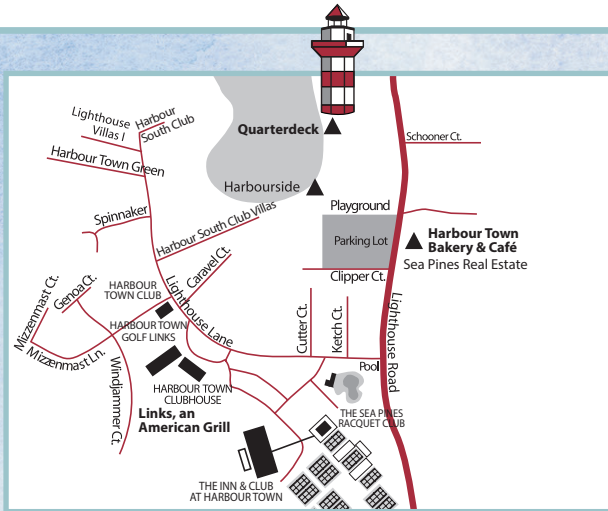 Lighthouse
Villas I
Harbour
South Club
Quarterdeck
Schooner Ct.
Harbour Town Green
Harbourside
Playground
Spinnaker
Harbour South Club Villas
Parking Lot
Harbour Town
Bakery & Café
Sea Pines Real Estate
Caravel Ct.
Clipper Ct.
Mizzenmast Ct.
Genoa Ct.
HARBOUR
TOWN CLUB
Lighthouse Lane
Lighthouse Road
Cutter Ct.
Ketch Ct.
HARBOUR TOWN
GOLF LINKS
Mizzenmast Ln.
Windjammer Ct.
Pool
HARBOUR TOWN
CLUBHOUSE
Links, an
American Grill
THE SEA PINES
RACQUET CLUB
THE INN & CLUB
AT HARBOUR TOWN